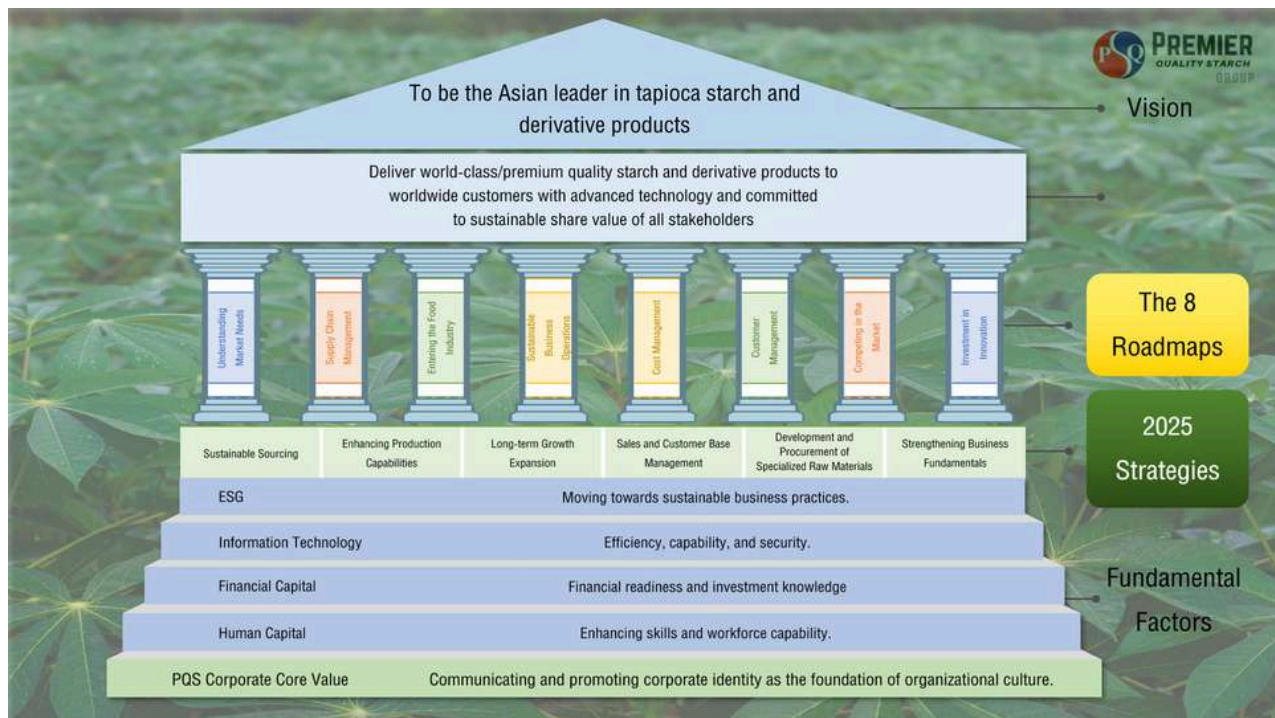 PREMIER
QUALITY STARCH
GROUP
PSQ
To be the Asian leader in tapioca starch and
derivative products
Vision
Deliver world-class/premium quality starch and derivative products to
worldwide customers with advanced technology and committed
to sustainable share value of all stakeholders
Understanding
Market Needs
Supply Chain
Management
Entering the Food
Industry
Sustainable
Business
Operations
Cost Management
Customer
Management
Competing in the
Market
Investment in
Innovation
The 8
Roadmaps
Sustainable Sourcing
Enhancing Production
Capabilities
Long-term Growth
Expansion
Sales and Customer Base
Management
Development and
Procurement of
Specialized Raw Materials
Strengthening Business
Fundamentals
2025
Strategies
ESG
Moving towards sustainable business practices.
Information Technology
Efficiency, capability, and security.
Financial Capital
Financial readiness and investment knowledge
Human Capital
Enhancing skills and workforce capability.
Fundamental
Factors
PQS Corporate Core Value
Communicating and promoting corporate identity as the foundation of organizational culture.